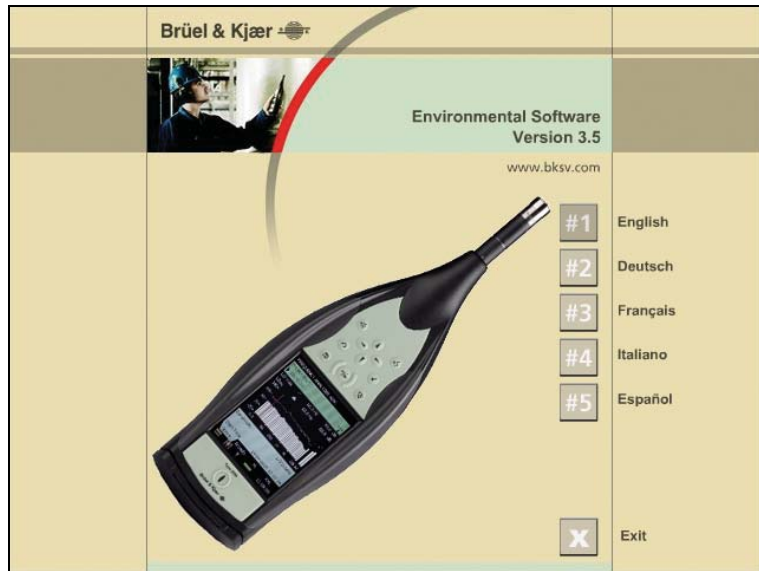 Brüel & Kjær
Environmental Software
Version 3.5
www.bksv.com
#1 English
#2 Deutsch
#3 Français
#4 Italiano
#5 Español
X Exit